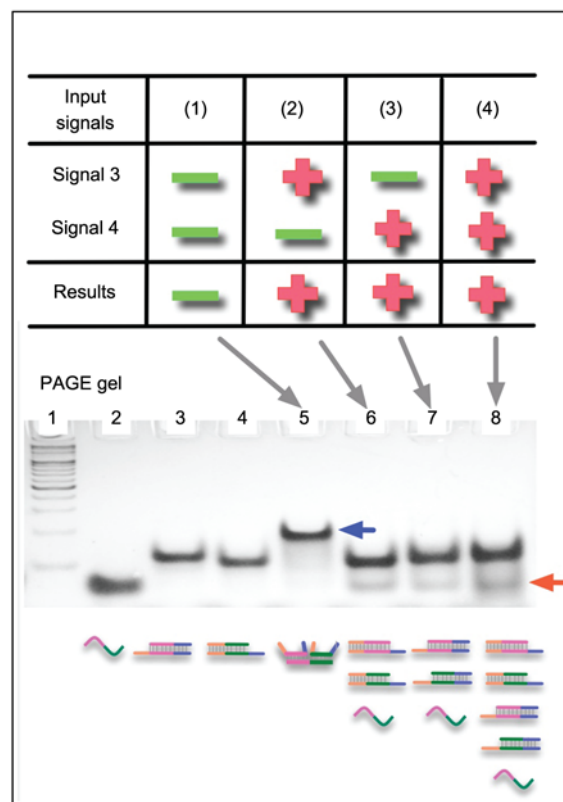 Input signals (1) (2) (3) (4)
Signal 3
Signal 4
Results
PAGE gel
1 2 3 4 5 6 7 8